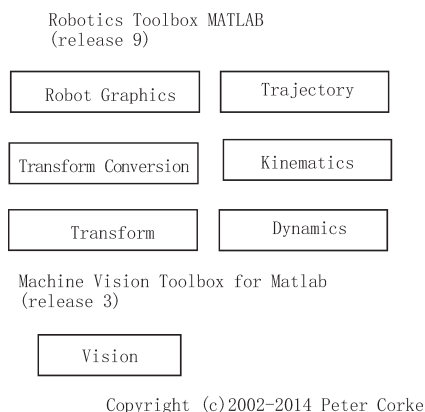 Robotics Toolbox MATLAB
(release 9)
Robot Graphics
Trajectory
Transform Conversion
Kinematics
Transform
Dynamics
Machine Vision Toolbox for Matlab
(release 3)
Vision
Copyright (c)2002-2014 Peter Corke